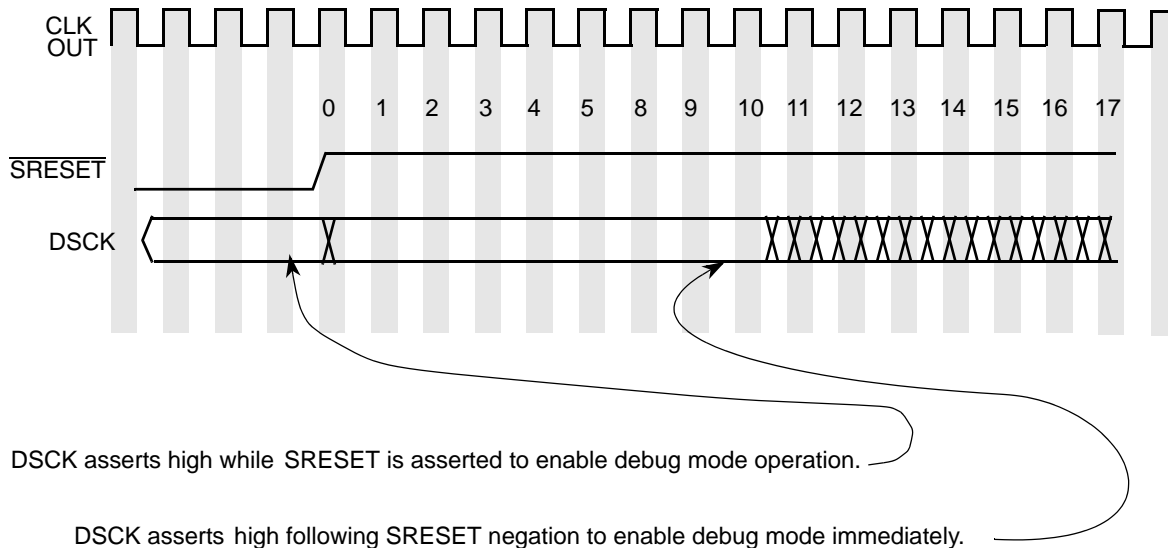 CLK
OUT
0 1 2 3 4 5 8 9 10 11 12 13 14 15 16 17
SRESET
DSCK
DSCK asserts high while SRESET is asserted to enable debug mode operation.
DSCK asserts high following SRESET negation to enable debug mode immediately.